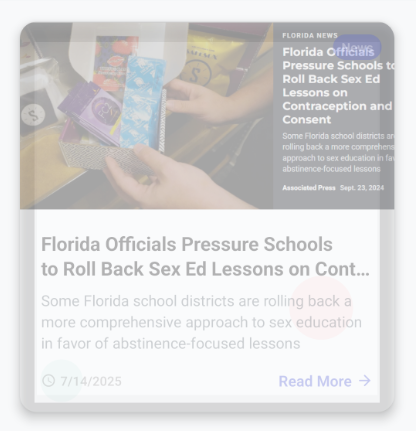 FLORIDA NEWS
News
Florida Officials
Pressure Schools to
Roll Back Sex Ed
Lessons on
Contraception and
Consent
Some Florida school districts are
rolling back a more comprehens
approach to sex education in fav
abstinence-focused lessons
Associated Press Sept. 23, 2024
S
Florida Officials Pressure Schools
to Roll Back Sex Ed Lessons on Cont...
Some Florida school districts are rolling back a
more comprehensive approach to sex education
in favor of abstinence-focused lessons
7/14/2025
Read More →